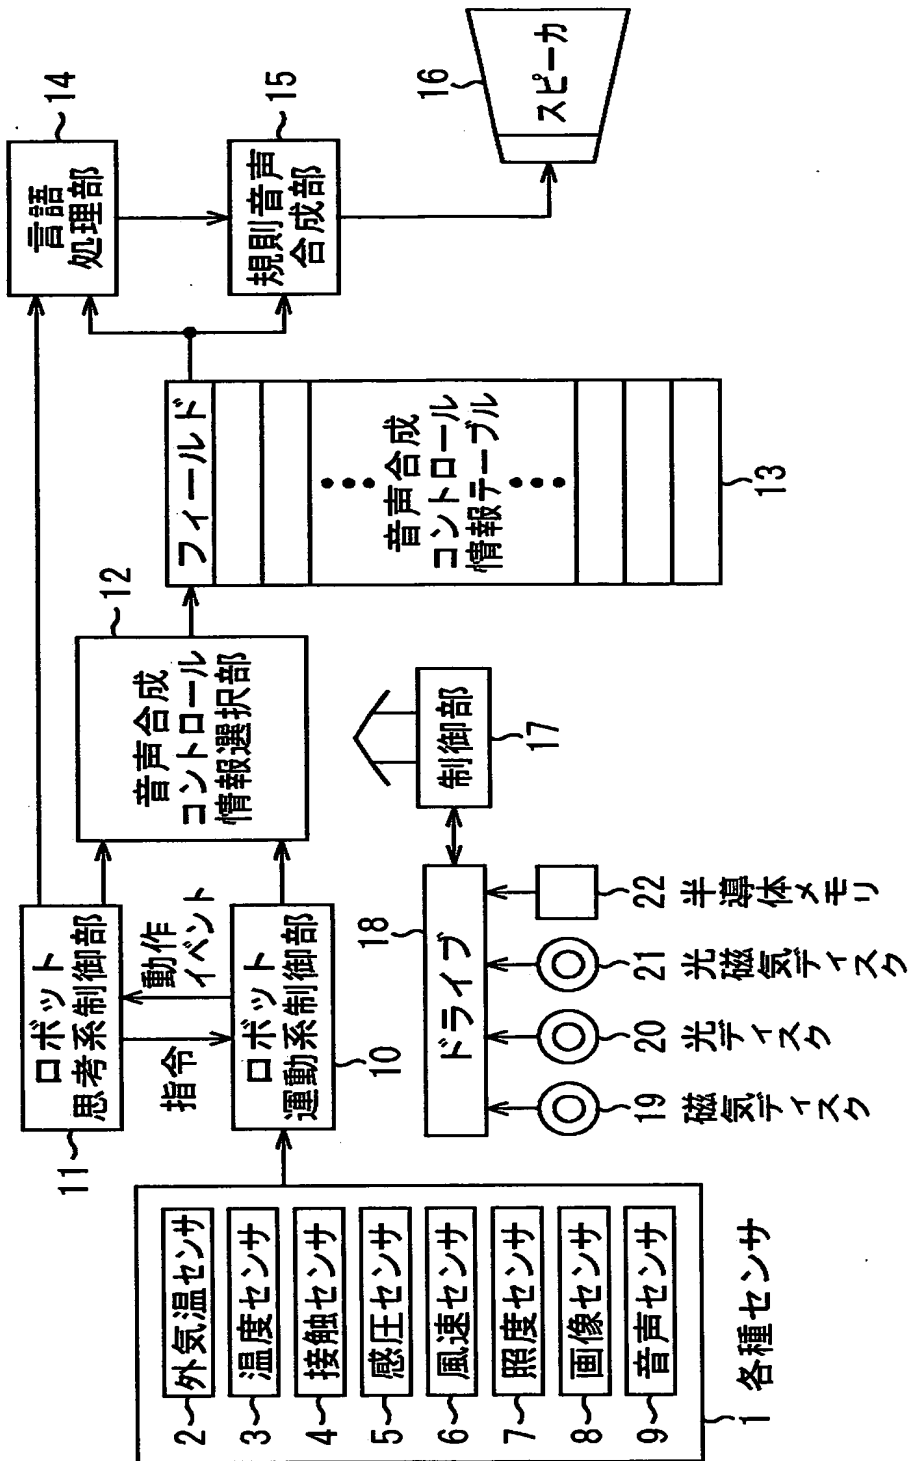 2 外気温センサ
3 温度センサ
4 接触センサ
5 感圧センサ
6 風速センサ
7 照度センサ
8 画像センサ
9 音声センサ
1 各種センサ
11
ロボット
思考系制御部
指令
動作
イベント
ロボット
運動系制御部
10
12
音声合成
コントロール
情報選択部
フィールド
音声合成
コントロール
情報テーブル
13
言語
処理部
14
規則音声
合成部
15
16
スピーカ
制御部
17
ドライブ
18
19 磁気ディスク
20 光ディスク
21 光磁気ディスク
22 半導体メモリ